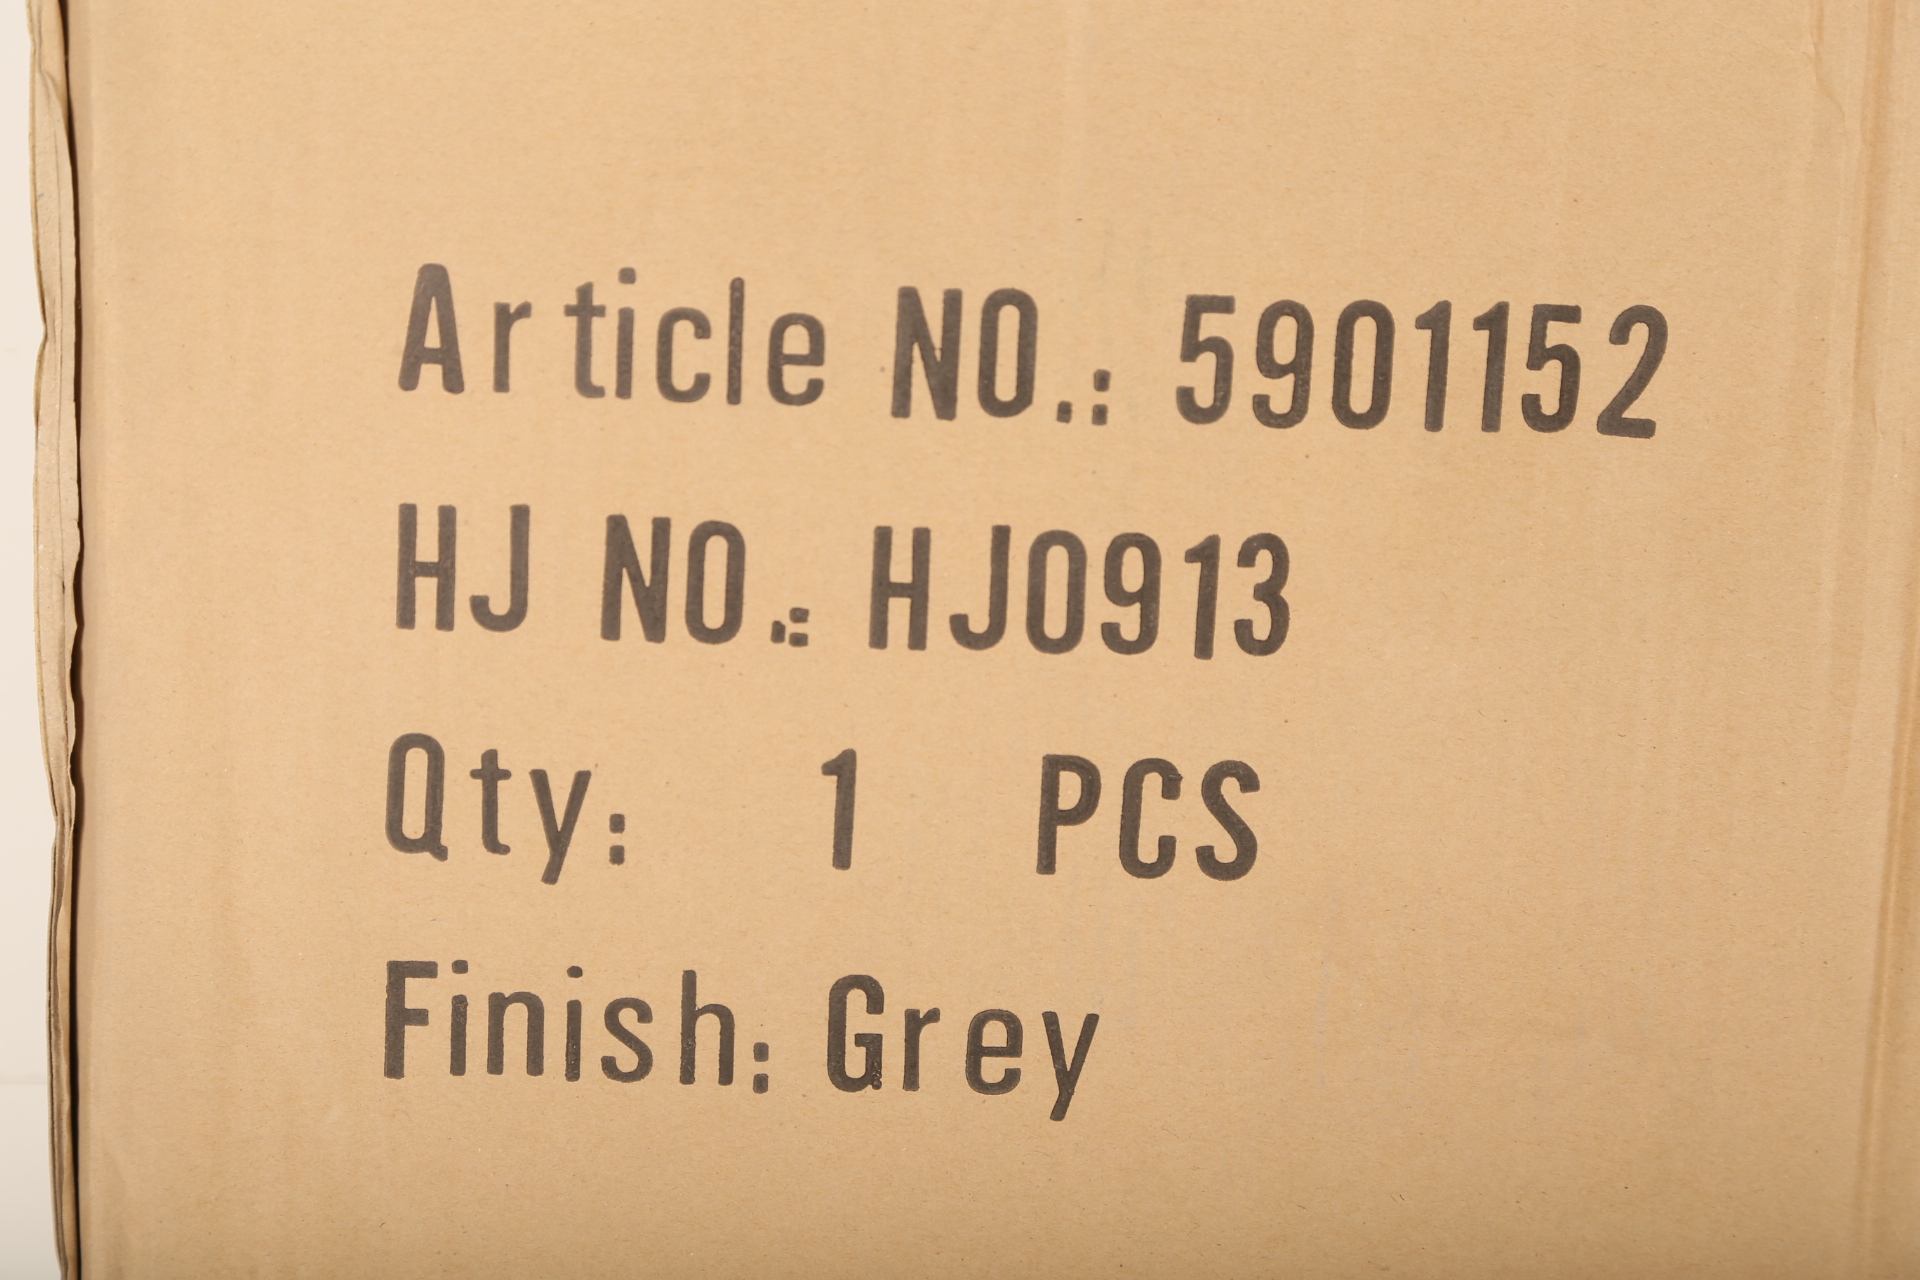 Article NO.: 5901152
HJ NO.: HJ0913
Qty: 1 PCS
Finish: Grey